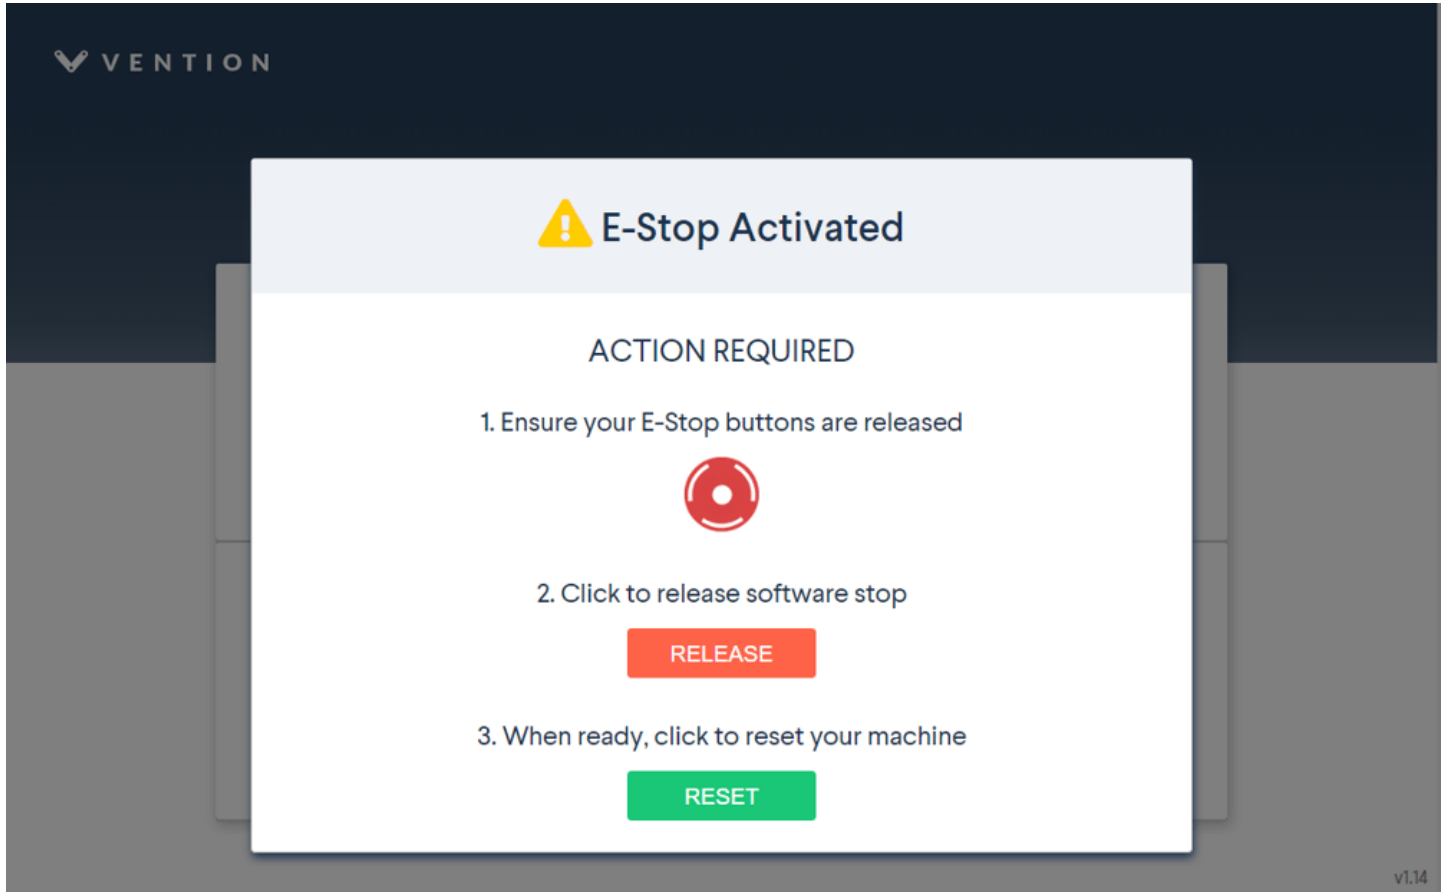 VENTION
E-Stop Activated
ACTION REQUIRED
1. Ensure your E-Stop buttons are released
2. Click to release software stop
RELEASE
3. When ready, click to reset your machine
RESET
v1.14